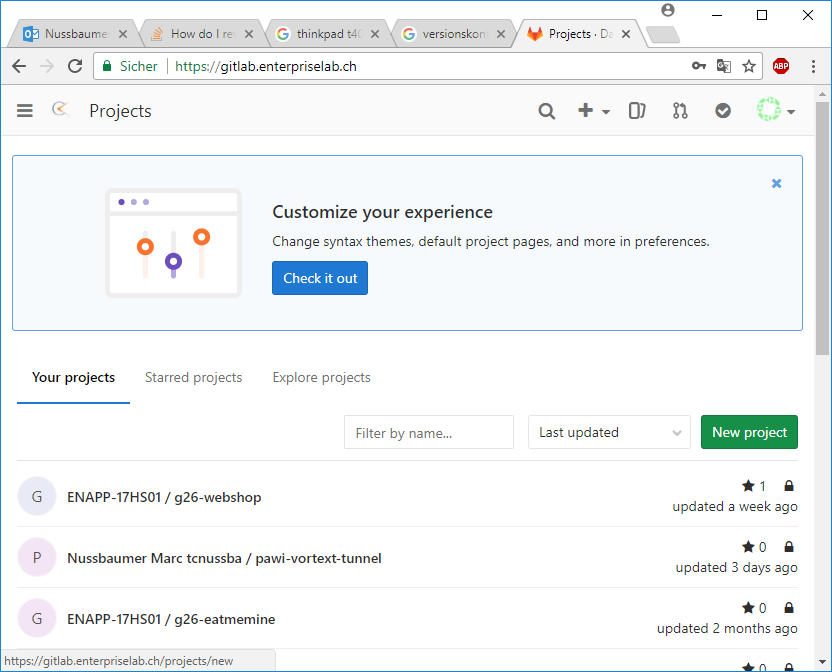 Nussbaume
How do I re
thinkpad t40
versionskon
Projects · Da
Sicher
https://gitlab.enterpriselab.ch
ABP
Projects
Customize your experience
Change syntax themes, default project pages, and more in preferences.
Check it out
Your projects
Starred projects
Explore projects
Filter by name...
Last updated
New project
G
ENAPP-17HS01 / g26-webshop
1
updated a week ago
P
Nussbaumer Marc tcnussba / pawi-vortext-tunnel
0
updated 3 days ago
G
ENAPP-17HS01 / g26-eatmemine
0
updated 2 months ago
0
https://gitlab.enterpriselab.ch/projects/new